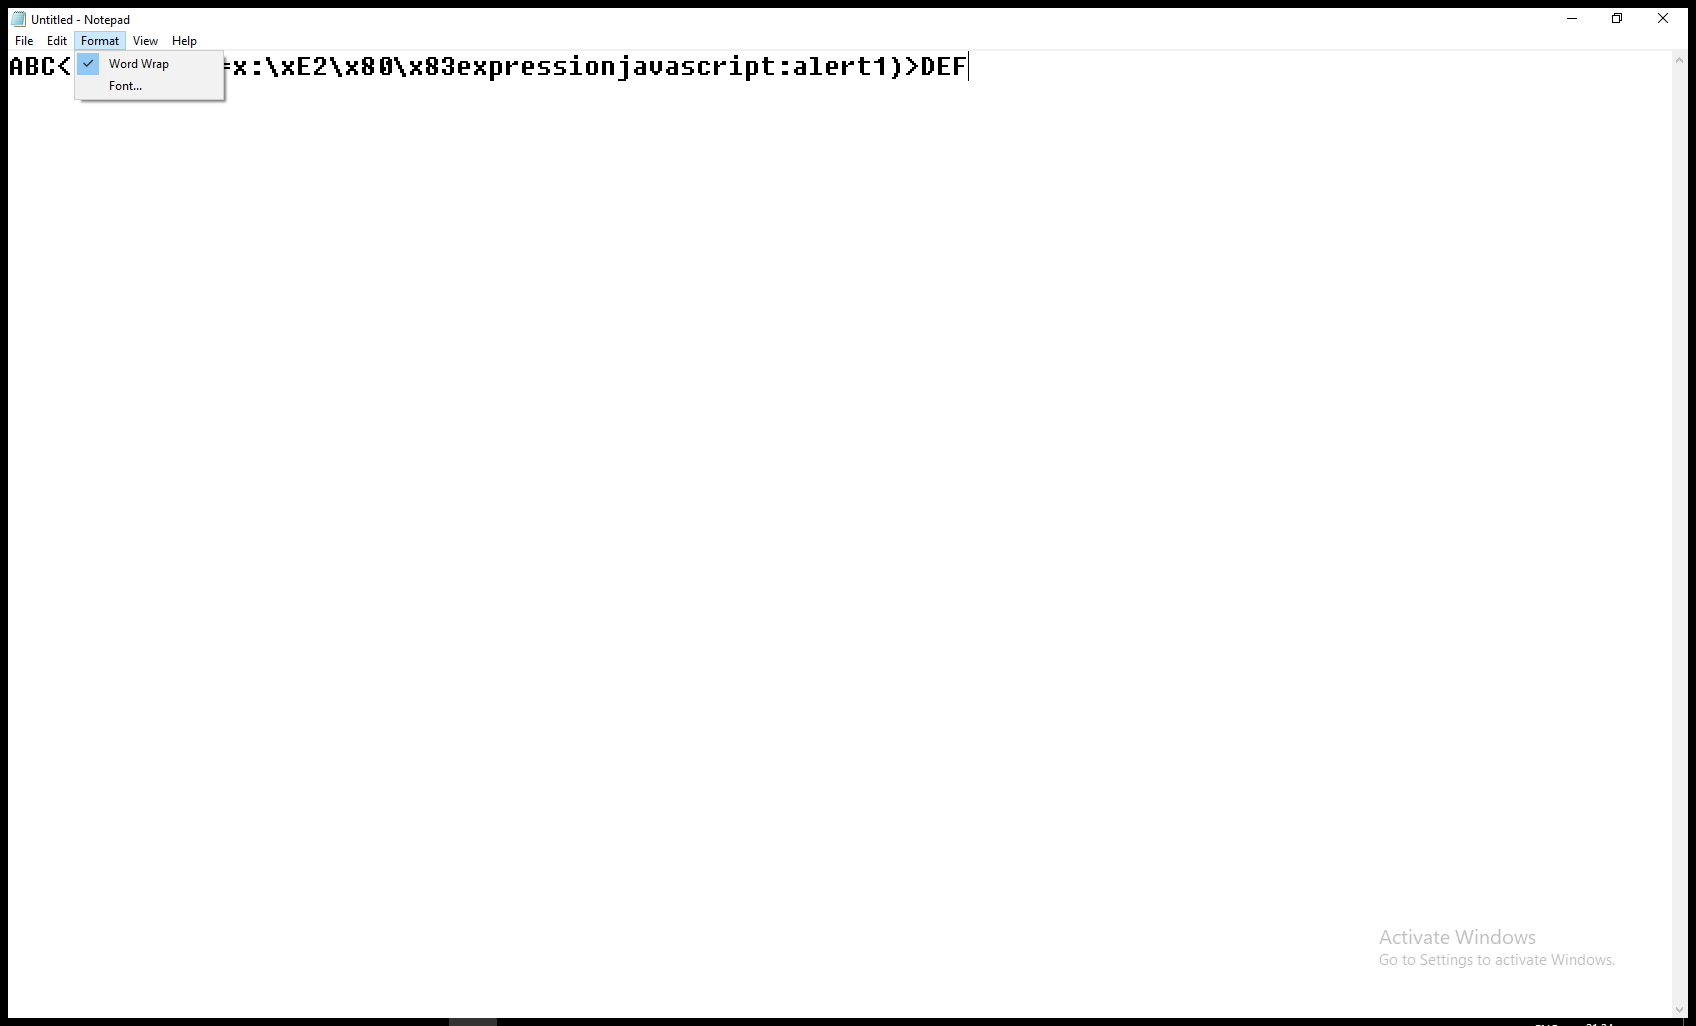 Untitled - Notepad
File Edit Format View Help
ABC< =x:\xE2\x80\x83expressionjavascript:alert1)>DEF
Word Wrap
Font...
Activate Windows
Go to Settings to activate Windows.